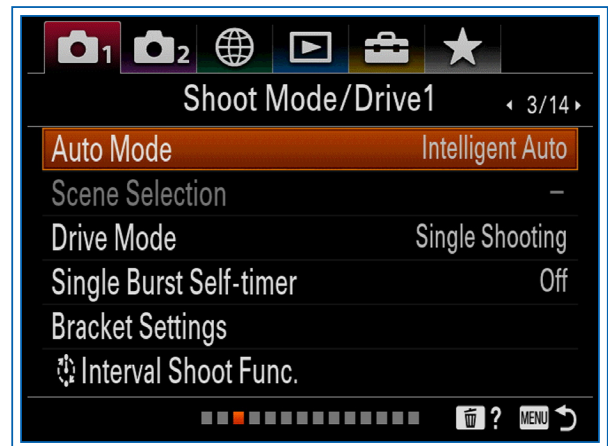 1 2
Shoot Mode/Drive1 3/14
Auto Mode Intelligent Auto
Scene Selection –
Drive Mode Single Shooting
Single Burst Self-timer Off
Bracket Settings
Interval Shoot Func.
? MENU